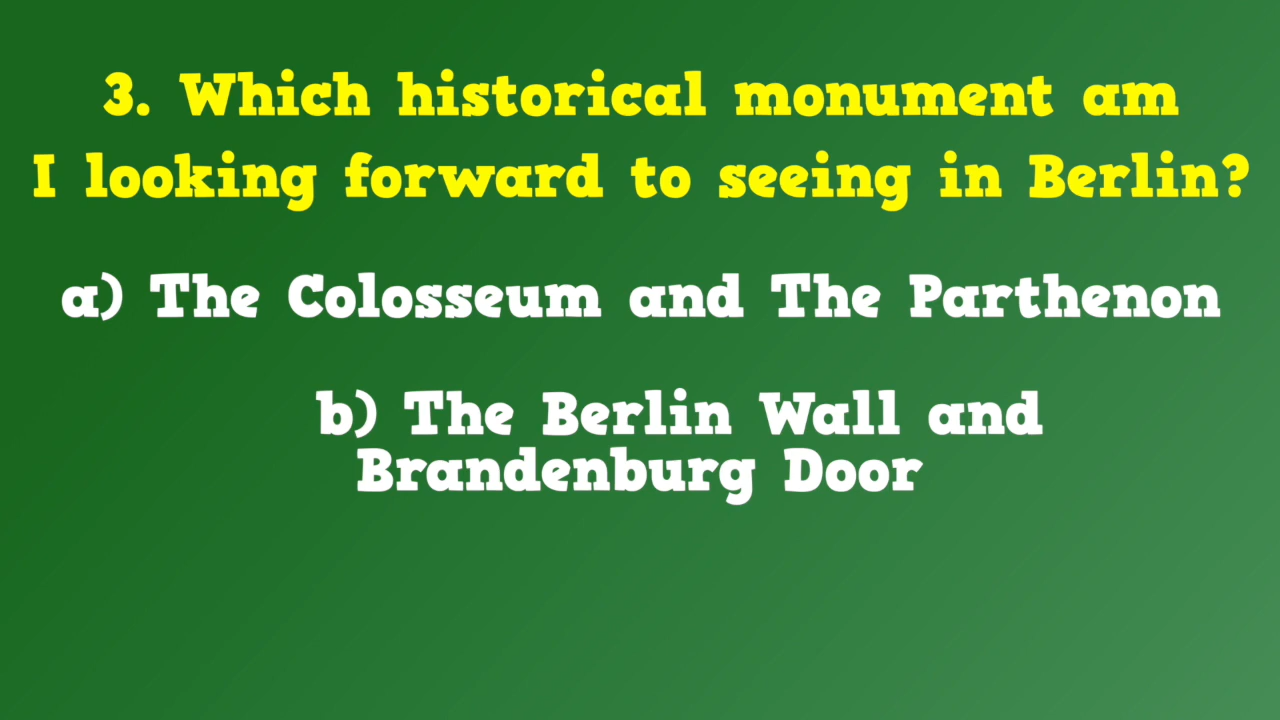 3. Which historical monument am
I looking forward to seeing in Berlin?
a) The Colosseum and The Parthenon
b) The Berlin Wall and
Brandenburg Door